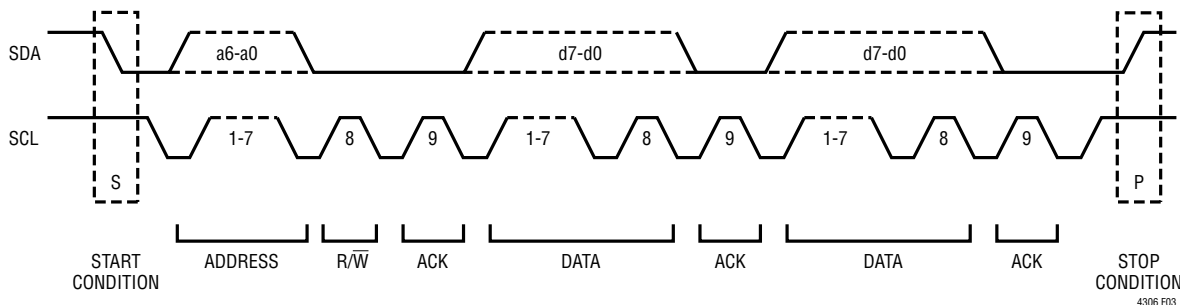 SDA
a6-a0
d7-d0
d7-d0
SCL
1-7
8
9
1-7
8
9
1-7
8
9
S
P
START CONDITION
ADDRESS
R/W̅
ACK
DATA
ACK
DATA
ACK
STOP CONDITION
4306 F03